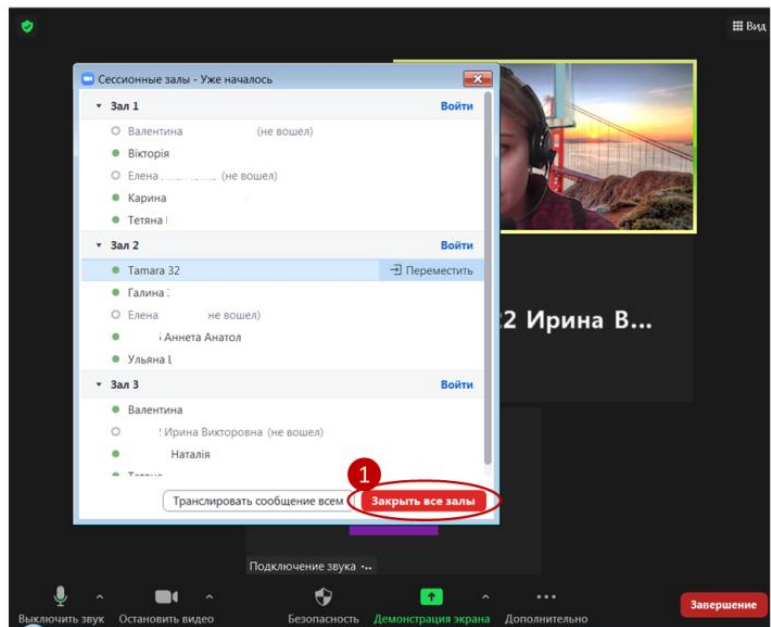 Вид
Сессионные залы - Уже началось
Зал 1 Войти
Валентина (не вошел)
Вікторія
Елена (не вошел)
Карина
Тетяна
Зал 2 Войти
Tamara 32 Переместить
Галина
Елена не вошел)
Аннета Анатол
Ульяна
Зал 3 Войти
Валентина
Ирина Викторовна (не вошел)
Наталія
1
Транслировать сообщение всем Закрыть все залы
2 Ирина В...
Подключение звука
Выключить звук Остановить видео Безопасность Демонстрация экрана Дополнительно Завершение